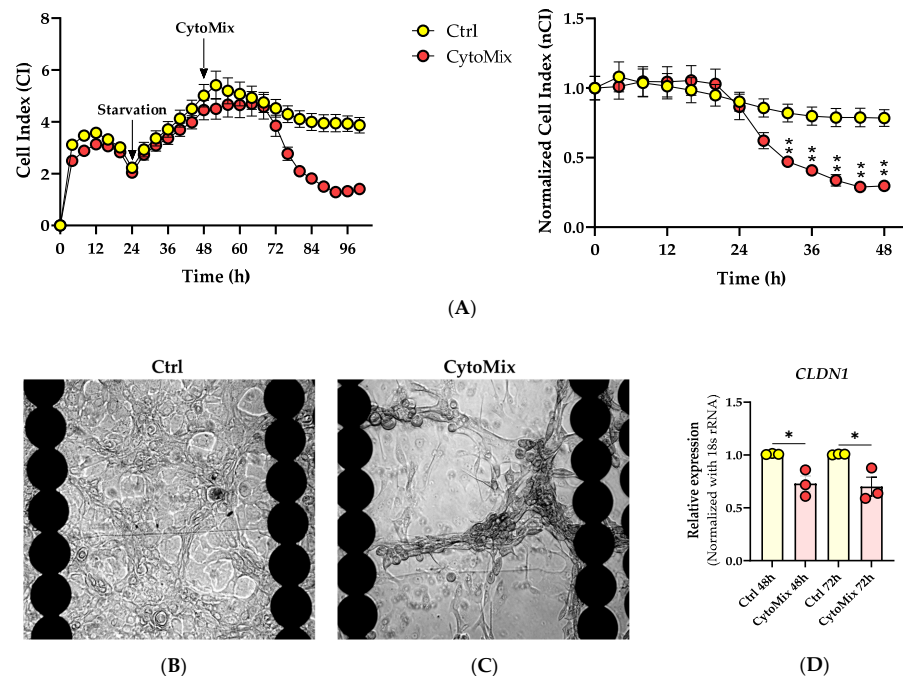 CytoMix
Starvation
Cell Index (CI)
8
6
4
2
0
0 12 24 36 48 60 72 84 96
Time (h)
Ctrl
CytoMix
Normalized Cell Index (nCI)
1.5
1.0
0.5
0.0
** ** ** ** **
0 12 24 36 48
Time (h)
(A)
Ctrl
CytoMix
(B)
(C)
CLDN1
Relative expression
(Normalized with 18s rRNA)
1.5
1.0
0.5
0.0
* *
Ctrl 48h
CytoMix 48h
Ctrl 72h
CytoMix 72h
(D)